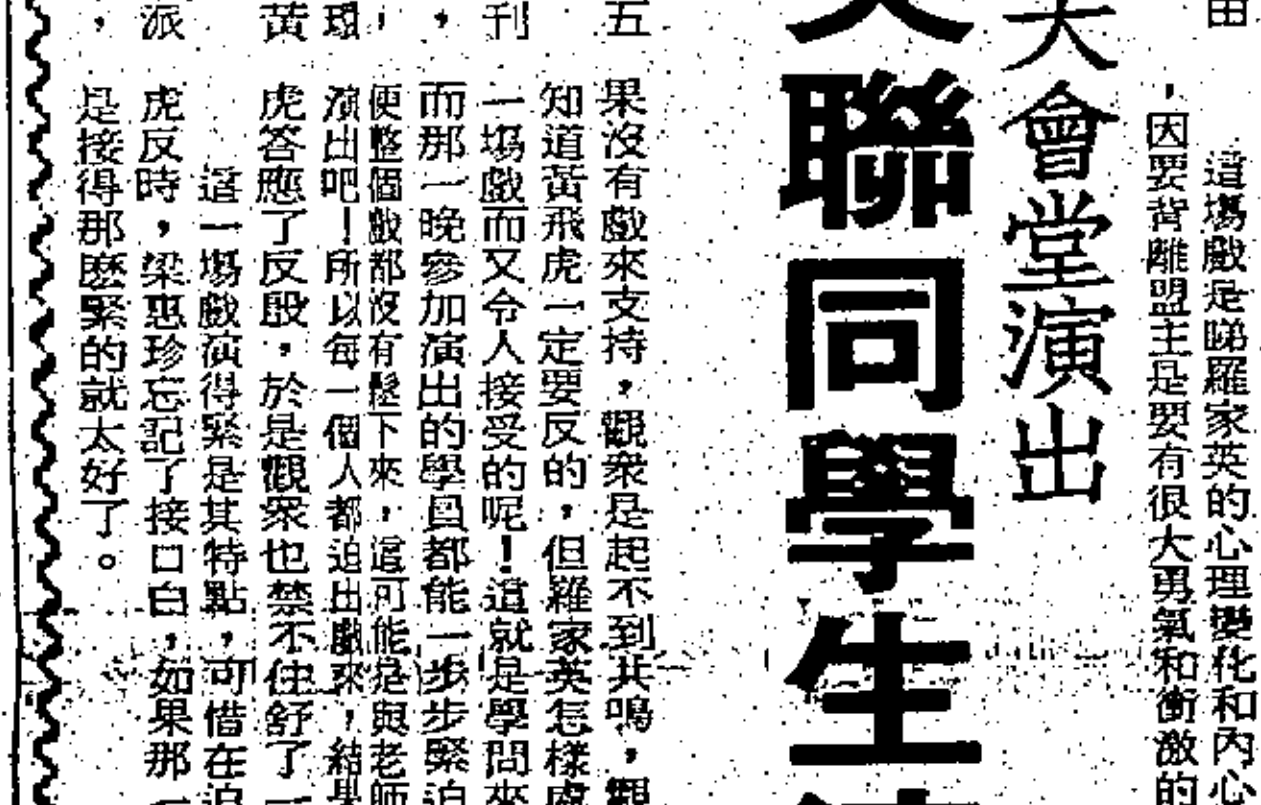 由
這塲戲是睇羅家英的心理變化和內心
，因要背離盟主是要有很大勇氣和衝激的
大會堂演出
聯同學生
五
果沒有戲來支持，觀衆是起不到共鳴，觀
知道黃飛虎一定要反的，但羅家英怎樣處
刊
一塲戲而又令人接受的呢！這就是學問來
，
而那一晚參加演出的學員都能一步步緊迫
便整個戲都沒有鬆下來，這可能是與老師
環
演出吧！所以每一個人都迫出戲來，結果
黃
虎答應了反殷，於是觀衆也禁不住舒了一
這一塲戲演得緊是其特點，可惜在迫
派
虎反時，梁惠珍忘記了接口白，如果那一
，
是接得那麽緊的就太好了。